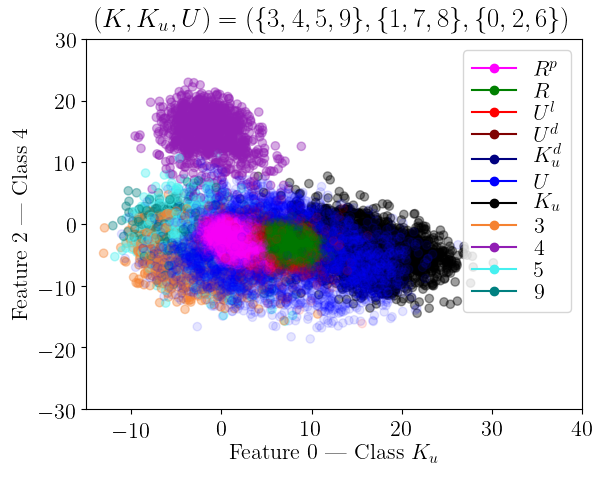 (K, K_u, U) = ({3, 4, 5, 9}, {1, 7, 8}, {0, 2, 6})
30
20
10
0
−10
−20
−30
Feature 2 — Class 4
R^p
R
U^l
U^d
K_u^d
U
K_u
3
4
5
9
−10 0 10 20 30 40
Feature 0 — Class K_u